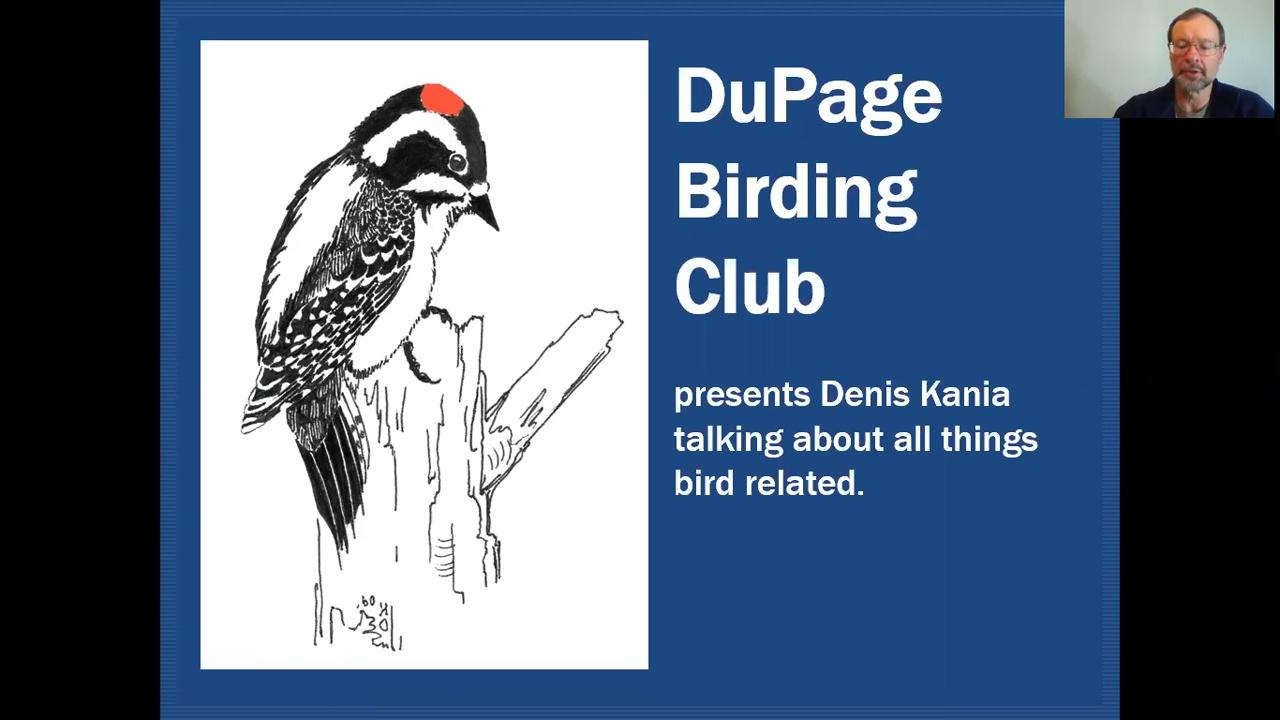 DuPage
Birding
Club
presents Denis Kania
talking about all things
bird related.